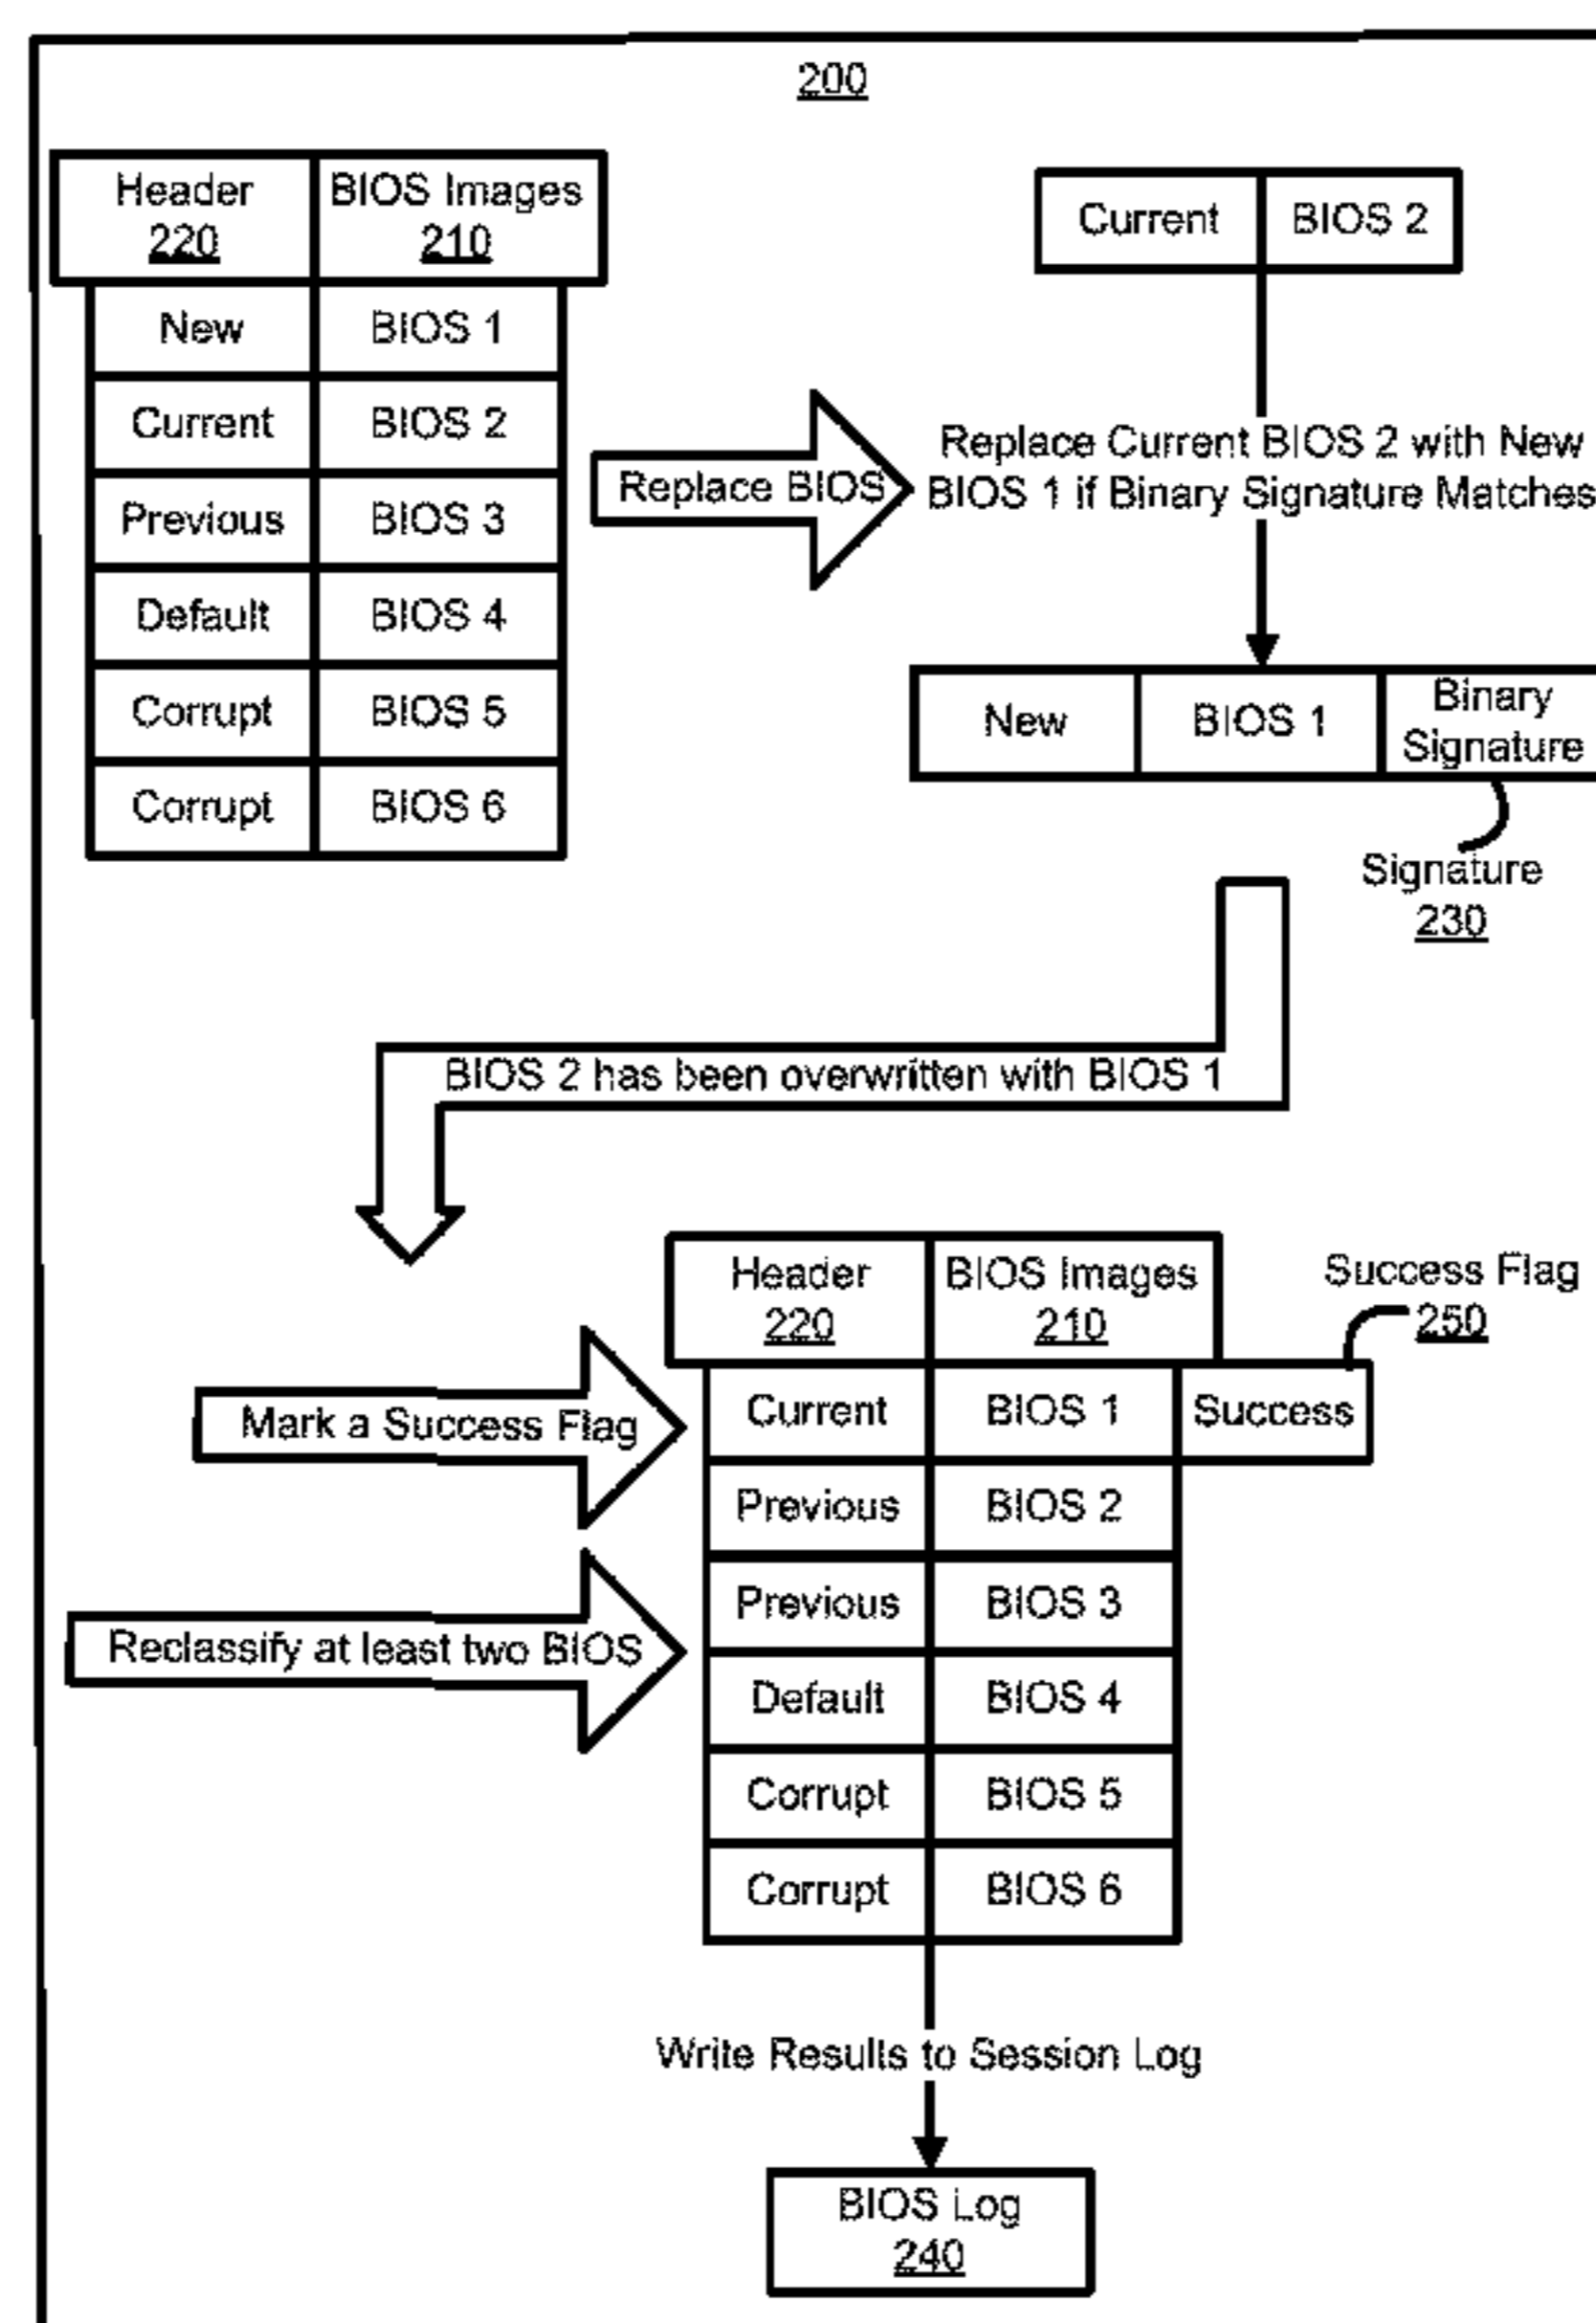 200
Header BIOS Images
220 210
New BIOS 1
Current BIOS 2
Previous BIOS 3
Default BIOS 4
Corrupt BIOS 5
Corrupt BIOS 6
Replace BIOS
Current BIOS 2
Replace Current BIOS 2 with New
BIOS 1 if Binary Signature Matches
New BIOS 1 Binary
Signature
Signature
230
BIOS 2 has been overwritten with BIOS 1
Header BIOS Images
220 210
Success Flag
250
Mark a Success Flag
Current BIOS 1 Success
Previous BIOS 2
Reclassify at least two BIOS
Previous BIOS 3
Default BIOS 4
Corrupt BIOS 5
Corrupt BIOS 6
Write Results to Session Log
BIOS Log
240